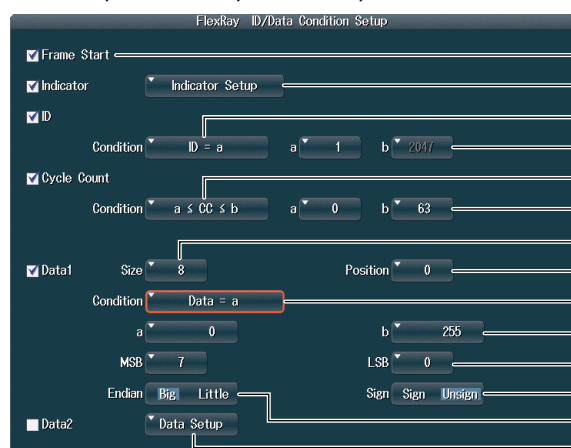 FlexRay ID/Data Condition Setup
Frame Start
Indicator Indicator Setup
ID
Condition ID = a a 1 b 2047
Cycle Count
Condition a ≤ CC ≤ b a 0 b 63
Data1 Size 8 Position 0
Condition Data = a
a 0 b 255
MSB 7 LSB 0
Endian Big Little Sign Sign Unsign
Data2 Data Setup